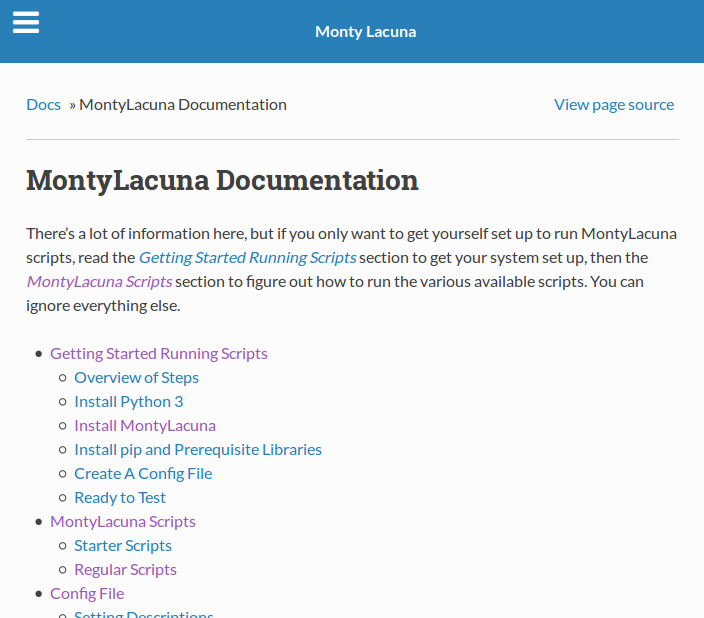 Monty Lacuna
Docs » MontyLacuna Documentation View page source
MontyLacuna Documentation
There's a lot of information here, but if you only want to get yourself set up to run MontyLacuna
scripts, read the Getting Started Running Scripts section to get your system set up, then the
MontyLacuna Scripts section to figure out how to run the various available scripts. You can
ignore everything else.
Getting Started Running Scripts
Overview of Steps
Install Python 3
Install MontyLacuna
Install pip and Prerequisite Libraries
Create A Config File
Ready to Test
MontyLacuna Scripts
Starter Scripts
Regular Scripts
Config File
Setting Descriptions